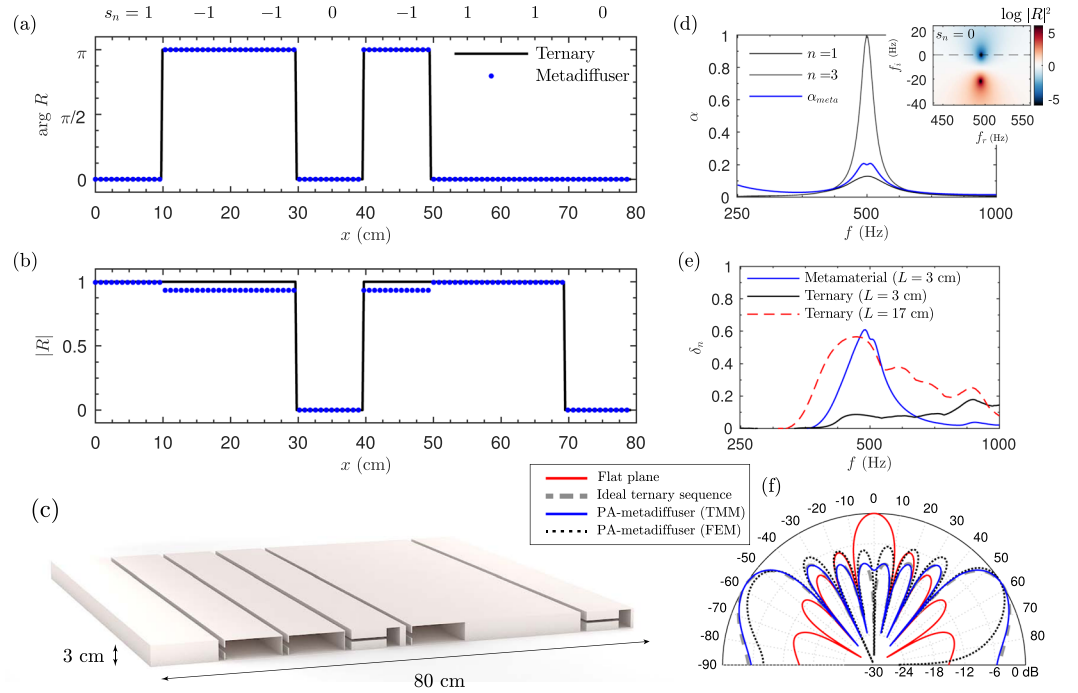 (a)
s_n = 1 −1 −1 0 −1 1 1 0
π
π/2
0
arg R
Ternary
Metadiffuser
0 10 20 30 40 50 60 70 80
x (cm)
(b)
1
0.5
0
|R|
0 10 20 30 40 50 60 70 80
x (cm)
(c)
3 cm
80 cm
(d)
1
0.8
0.6
0.4
0.2
0
α
n =1
n =3
α_meta
250 500 1000
f (Hz)
log |R|²
s_n = 0
20
0
-20
-40
f_i (Hz)
450 500 550
f_r (Hz)
5
0
-5
(e)
1
0.8
0.6
0.4
0.2
0
δ_n
Metamaterial (L = 3 cm)
Ternary (L = 3 cm)
Ternary (L = 17 cm)
250 500 1000
f (Hz)
Flat plane
Ideal ternary sequence
PA-metadiffuser (TMM)
PA-metadiffuser (FEM)
(f)
-90 -80 -70 -60 -50 -40 -30 -20 -10 0 10 20 30 40 50 60 70 80
-30 -24 -18 -12 -6 0 dB